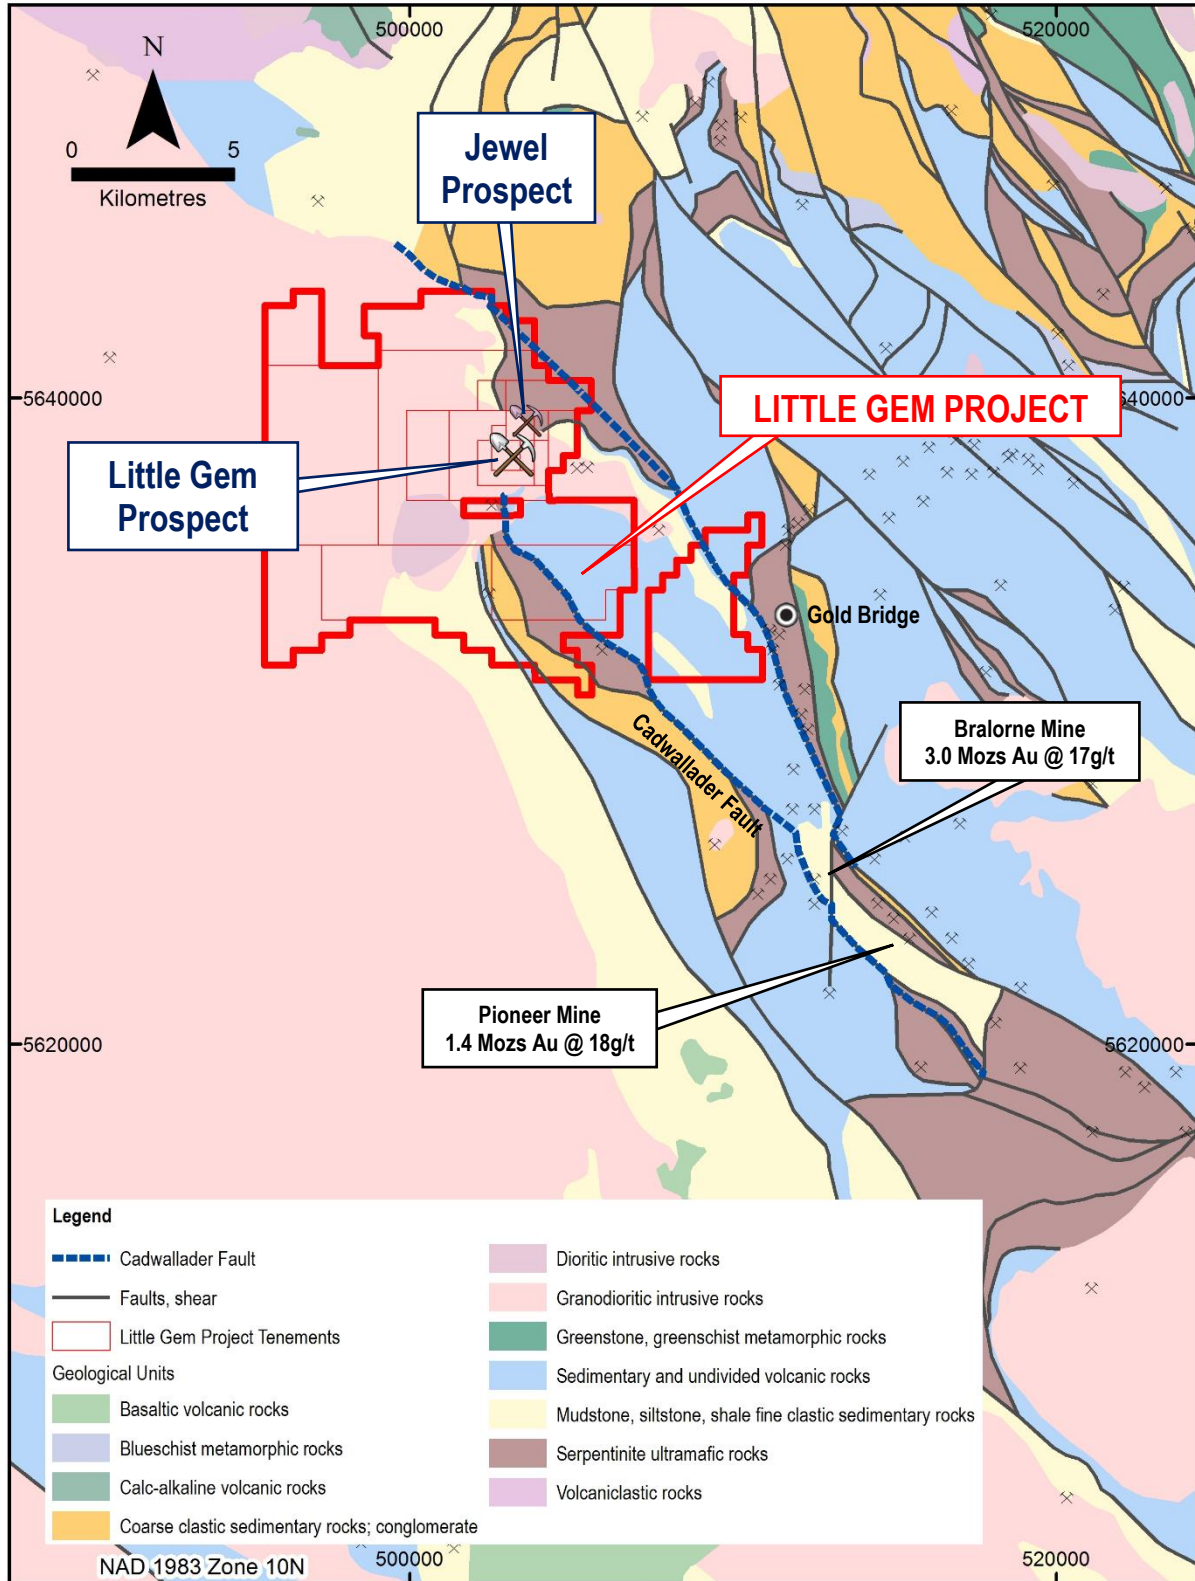 500000
520000
N
0 5
Kilometres
Jewel
Prospect
5640000
640000
LITTLE GEM PROJECT
Little Gem
Prospect
Gold Bridge
Cadwallader Fault
Bralorne Mine
3.0 Mozs Au @ 17g/t
Pioneer Mine
1.4 Mozs Au @ 18g/t
5620000
5620000
Legend
Cadwallader Fault
Faults, shear
Little Gem Project Tenements
Geological Units
Basaltic volcanic rocks
Blueschist metamorphic rocks
Calc-alkaline volcanic rocks
Coarse clastic sedimentary rocks; conglomerate
Dioritic intrusive rocks
Granodioritic intrusive rocks
Greenstone, greenschist metamorphic rocks
Sedimentary and undivided volcanic rocks
Mudstone, siltstone, shale fine clastic sedimentary rocks
Serpentinite ultramafic rocks
Volcaniclastic rocks
NAD 1983 Zone 10N
500000
520000